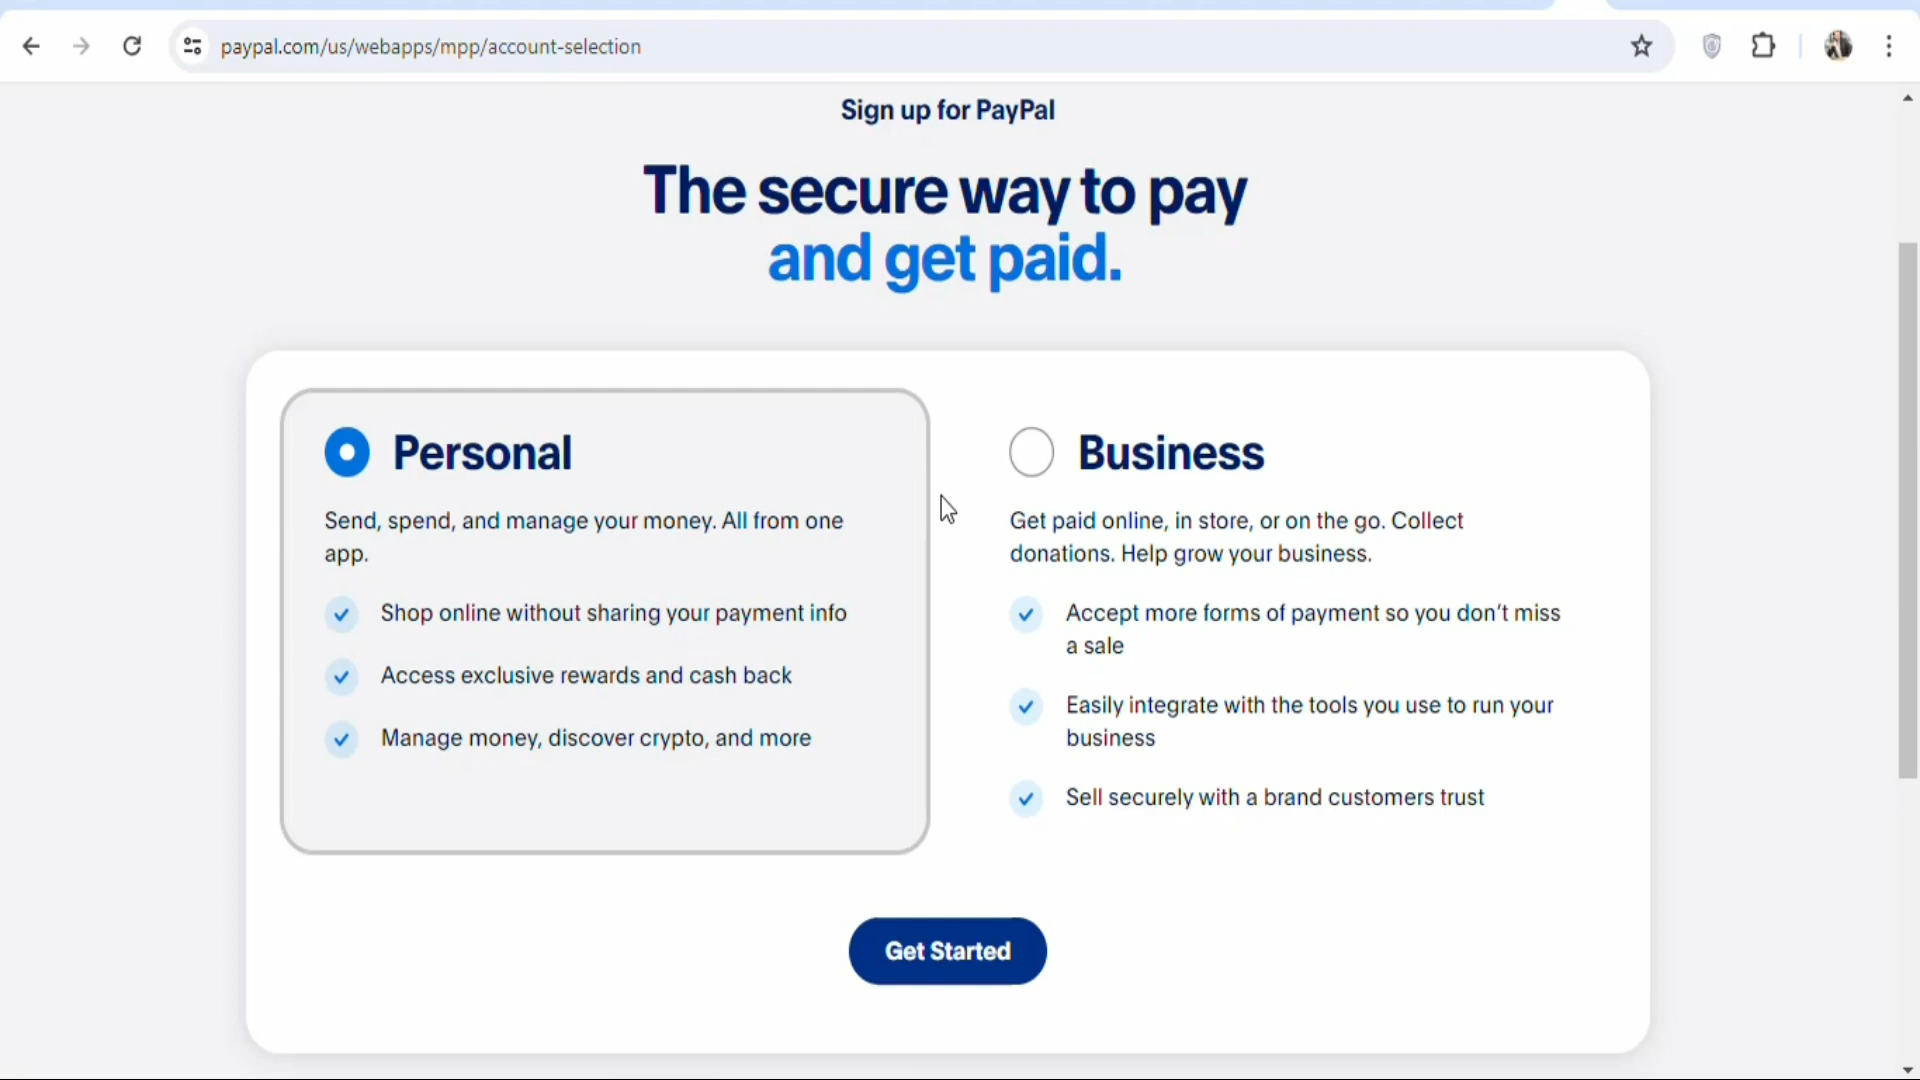 paypal.com/us/webapps/mpp/account-selection
Sign up for PayPal
The secure way to pay
and get paid.
Personal
Send, spend, and manage your money. All from one
app.
Shop online without sharing your payment info
Access exclusive rewards and cash back
Manage money, discover crypto, and more
Business
Get paid online, in store, or on the go. Collect
donations. Help grow your business.
Accept more forms of payment so you don’t miss
a sale
Easily integrate with the tools you use to run your
business
Sell securely with a brand customers trust
Get Started